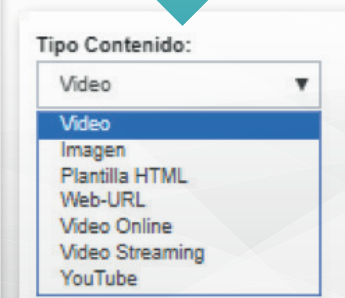 Tipo Contenido:
Video
Video
Imagen
Plantilla HTML
Web-URL
Video Online
Video Streaming
YouTube